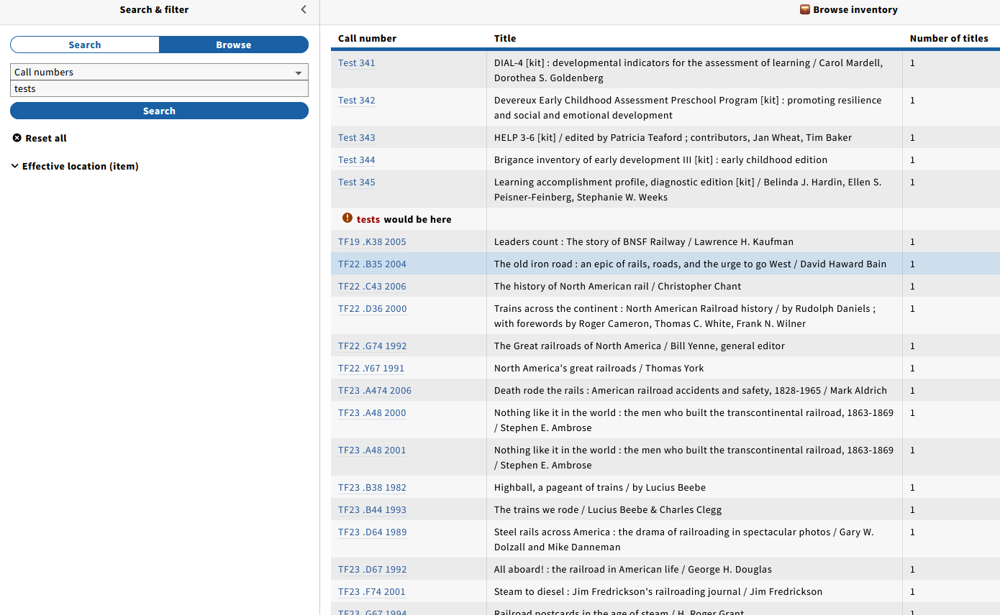 Search & filter
Browse inventory
Search
Browse
Call numbers
tests
Search
Reset all
Effective location (item)
Call number Title Number of titles
Test 341 DIAL-4 [kit] : developmental indicators for the assessment of learning / Carol Mardell, 1
Dorothea S. Goldenberg
Test 342 Devereux Early Childhood Assessment Preschool Program [kit] : promoting resilience 1
and social and emotional development
Test 343 HELP 3-6 [kit] / edited by Patricia Teaford ; contributors, Jan Wheat, Tim Baker 1
Test 344 Brigance inventory of early development III [kit] : early childhood edition 1
Test 345 Learning accomplishment profile, diagnostic edition [kit] / Belinda J. Hardin, Ellen S. 1
Peisner-Feinberg, Stephanie W. Weeks
tests would be here
TF19 .K38 2005 Leaders count : The story of BNSF Railway / Lawrence H. Kaufman 1
TF22 .B35 2004 The old iron road : an epic of rails, roads, and the urge to go West / David Haward Bain 1
TF22 .C43 2006 The history of North American rail / Christopher Chant 1
TF22 .D36 2000 Trains across the continent : North American Railroad history / by Rudolph Daniels ; 1
with forewords by Roger Cameron, Thomas C. White, Frank N. Wilner
TF22 .G74 1992 The Great railroads of North America / Bill Yenne, general editor 1
TF22 .Y67 1991 North America's great railroads / Thomas York 1
TF23 .A474 2006 Death rode the rails : American railroad accidents and safety, 1828-1965 / Mark Aldrich 1
TF23 .A48 2000 Nothing like it in the world : the men who built the transcontinental railroad, 1863-1869 1
/ Stephen E. Ambrose
TF23 .A48 2001 Nothing like it in the world : the men who built the transcontinental railroad, 1863-1869 1
/ Stephen E. Ambrose
TF23 .B38 1982 Highball, a pageant of trains / by Lucius Beebe 1
TF23 .B44 1993 The trains we rode / Lucius Beebe & Charles Clegg 1
TF23 .D64 1989 Steel rails across America : the drama of railroading in spectacular photos / Gary W. 1
Dolzall and Mike Danneman
TF23 .D67 1992 All aboard! : the railroad in American life / George H. Douglas 1
TF23 .F74 2001 Steam to diesel : Jim Fredrickson's railroading journal / Jim Fredrickson 1
TF23 .G67 1994 Railroad postcards in the age of steam / H. Roger Grant 1